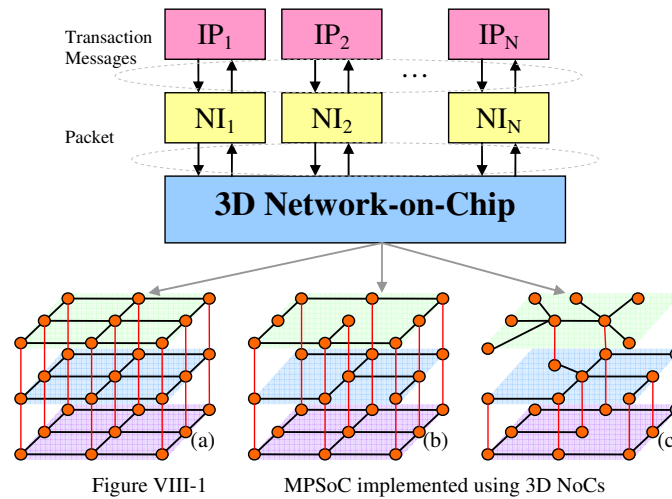 Transaction
Messages
IP1 IP2 IPN
...
NI1 NI2 NIN
Packet
3D Network-on-Chip
(a) (b) (c
Figure VIII-1 MPSoC implemented using 3D NoCs